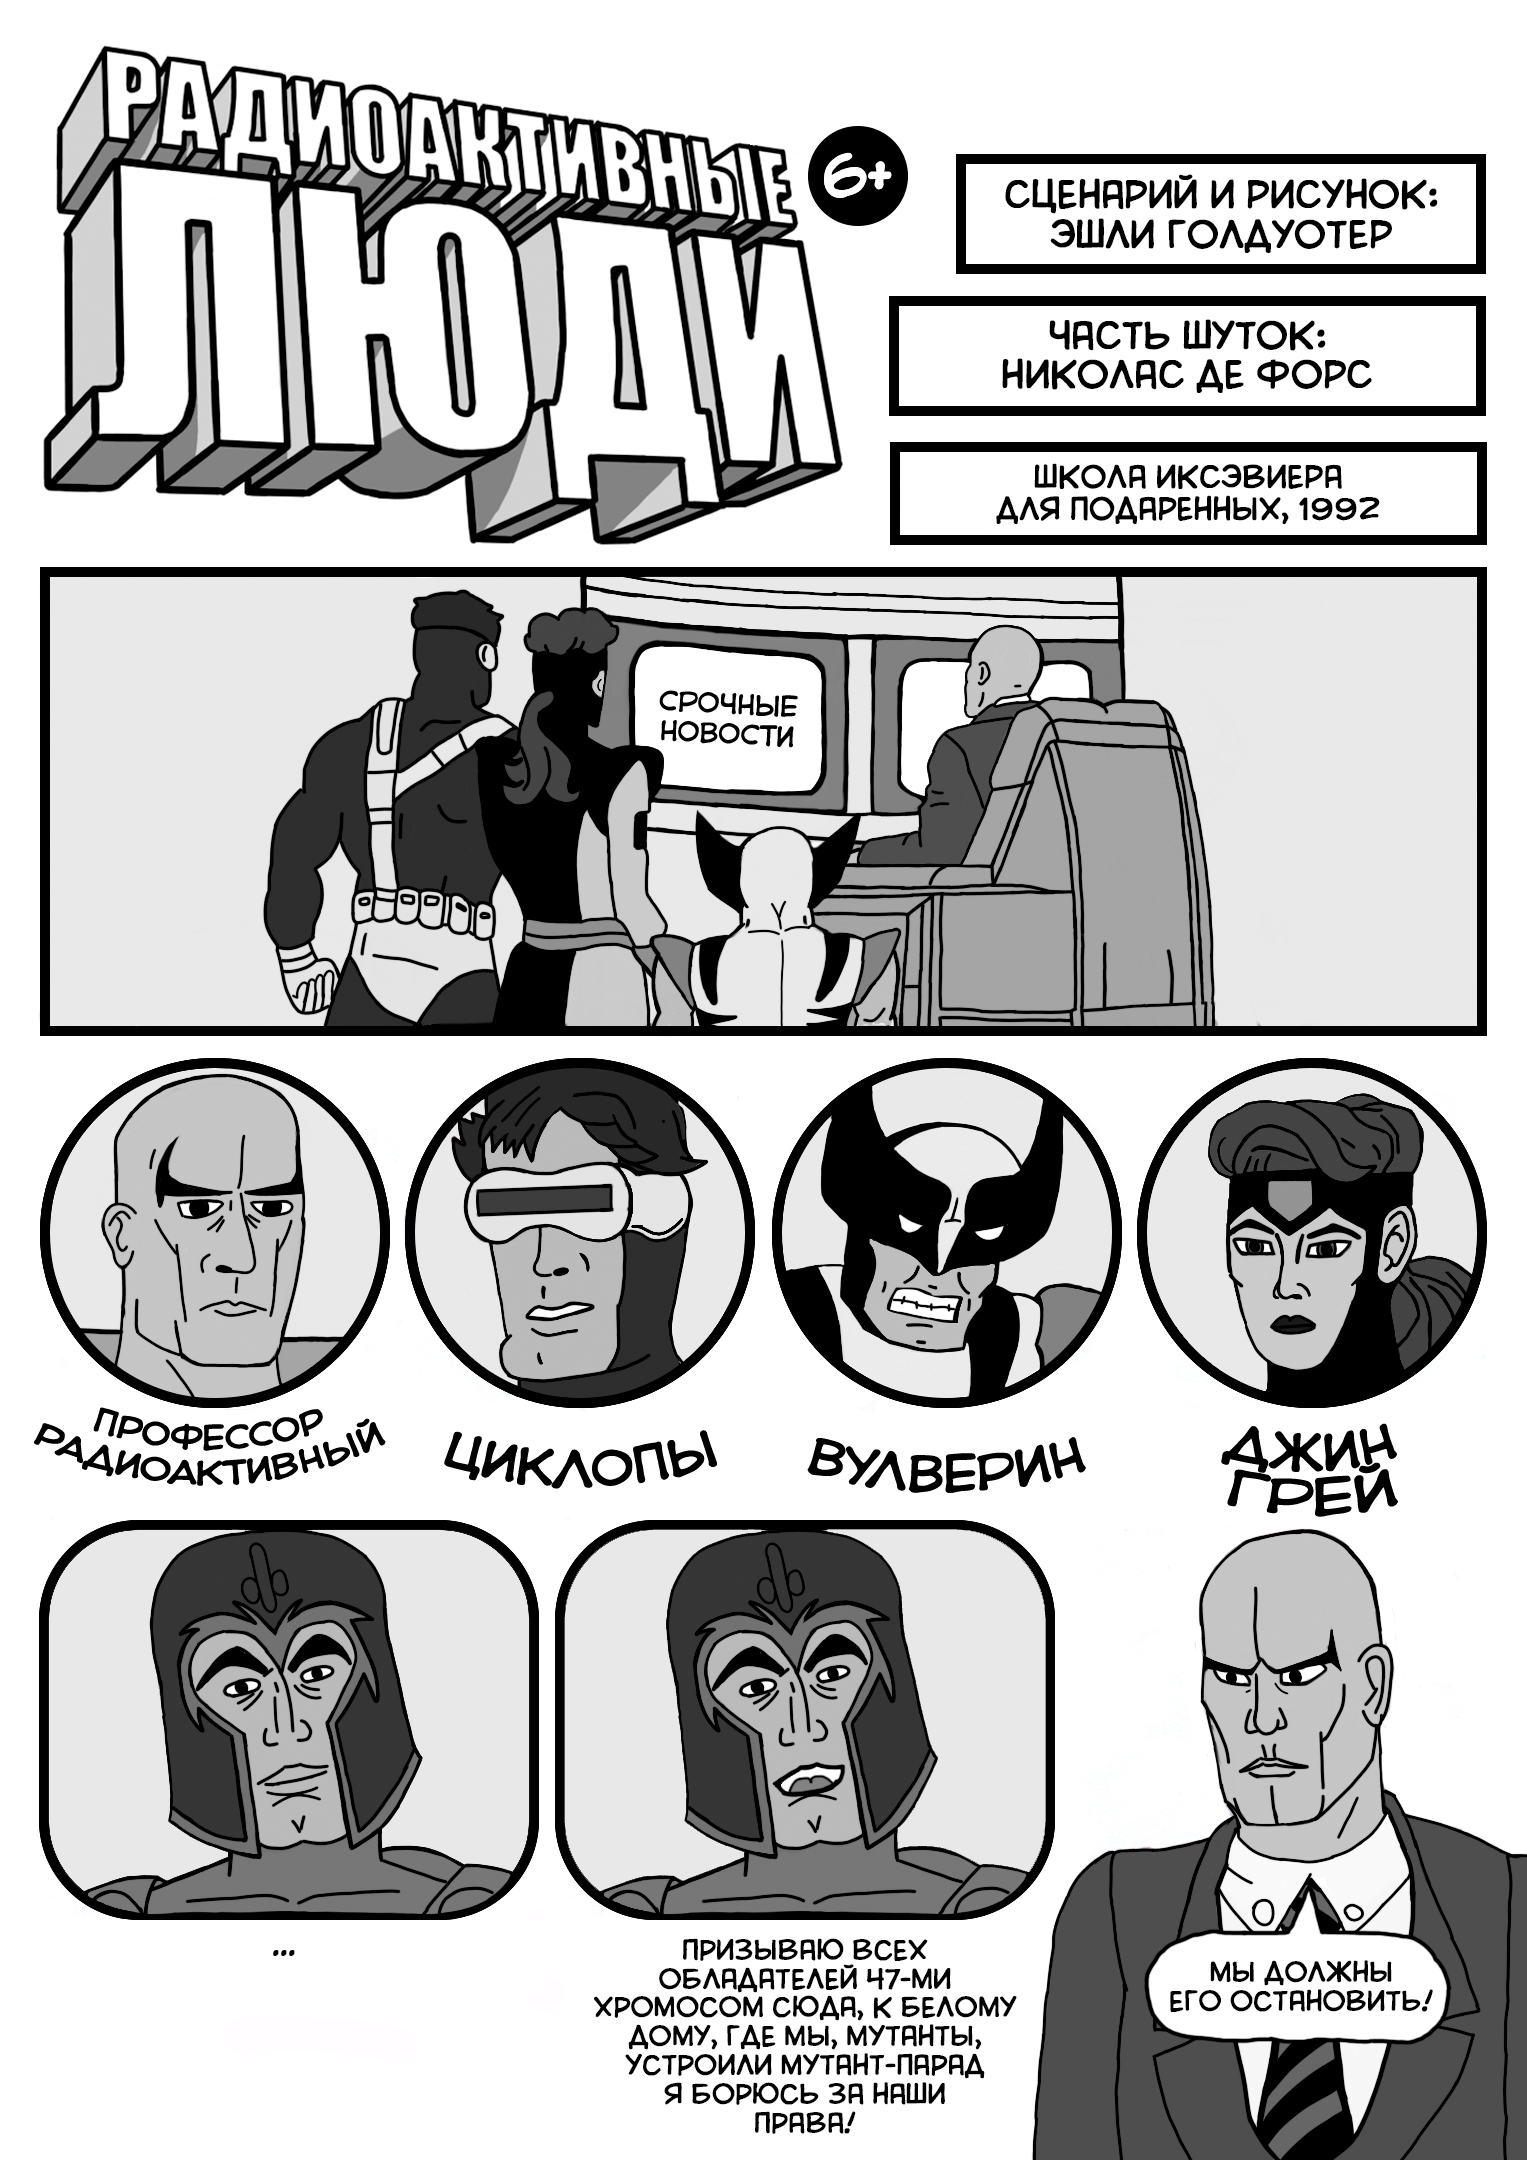 РАДИОАКТИВНЫЕ
ЛЮДИ
6+
СЦЕНАРИЙ И РИСУНОК:
ЭШЛИ ГОЛДУОТЕР
ЧАСТЬ ШУТОК:
НИКОЛАС ДЕ ФОРС
ШКОЛА ИКСЭВИЕРА
ДЛЯ ПОДАРЕННЫХ, 1992
СРОЧНЫЕ
НОВОСТИ
ПРОФЕССОР
РАДИОАКТИВНЫЙ
ЦИКЛОПЫ
ВУЛВЕРИН
ДЖИН
ГРЕЙ
...
ПРИЗЫВАЮ ВСЕХ
ОБЛАДАТЕЛЕЙ 47-МИ
ХРОМОСОМ СЮДА, К БЕЛОМУ
ДОМУ, ГДЕ МЫ, МУТАНТЫ,
УСТРОИЛИ МУТАНТ-ПАРАД
Я БОРЮСЬ ЗА НАШИ
ПРАВА!
МЫ ДОЛЖНЫ
ЕГО ОСТАНОВИТЬ!